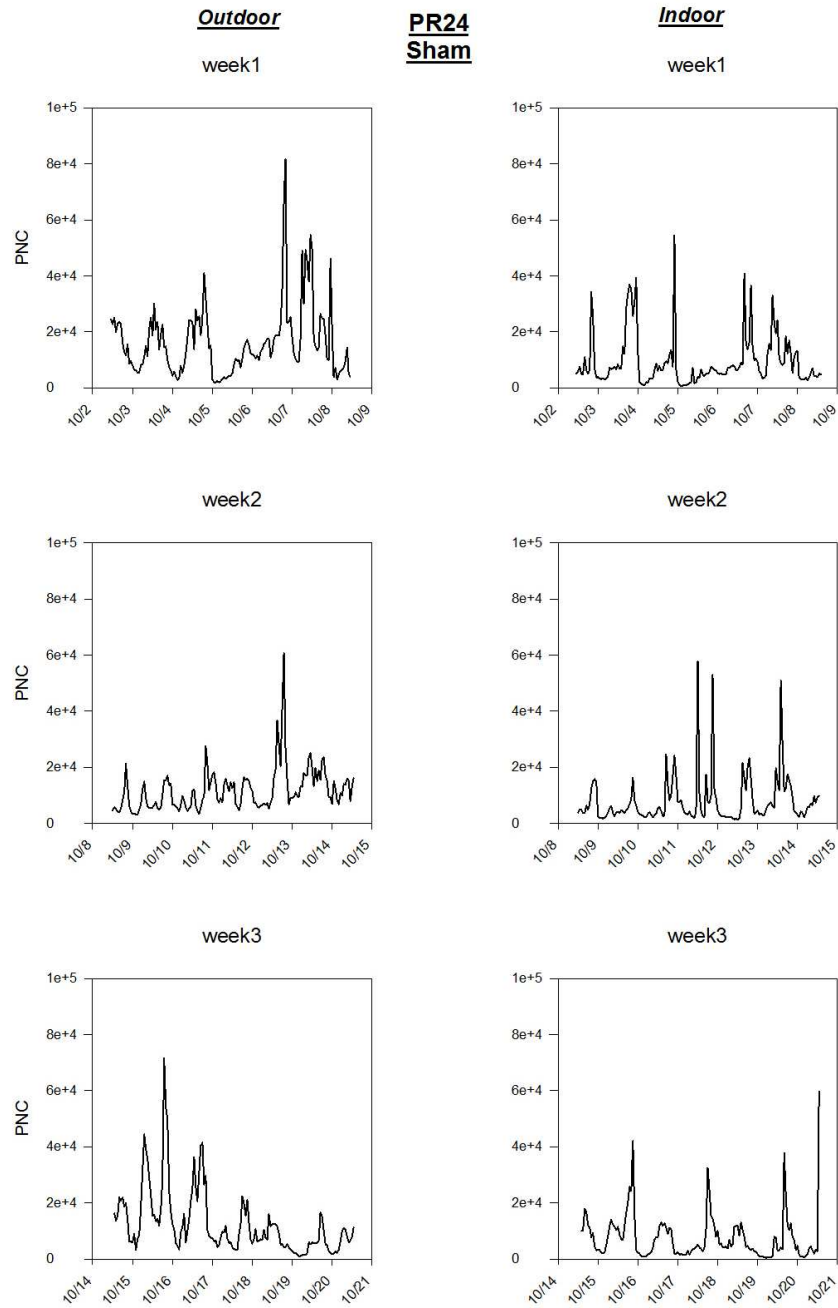 Outdoor
PR24
Sham
Indoor
week1
week1
1e+5
8e+4
6e+4
4e+4
2e+4
0
PNC
10/2
10/3
10/4
10/5
10/6
10/7
10/8
10/9
1e+5
8e+4
6e+4
4e+4
2e+4
0
10/2
10/3
10/4
10/5
10/6
10/7
10/8
10/9
week2
week2
1e+5
8e+4
6e+4
4e+4
2e+4
0
PNC
10/8
10/9
10/10
10/11
10/12
10/13
10/14
10/15
1e+5
8e+4
6e+4
4e+4
2e+4
0
10/8
10/9
10/10
10/11
10/12
10/13
10/14
10/15
week3
week3
1e+5
8e+4
6e+4
4e+4
2e+4
0
PNC
10/14
10/15
10/16
10/17
10/18
10/19
10/20
10/21
1e+5
8e+4
6e+4
4e+4
2e+4
0
10/14
10/15
10/16
10/17
10/18
10/19
10/20
10/21